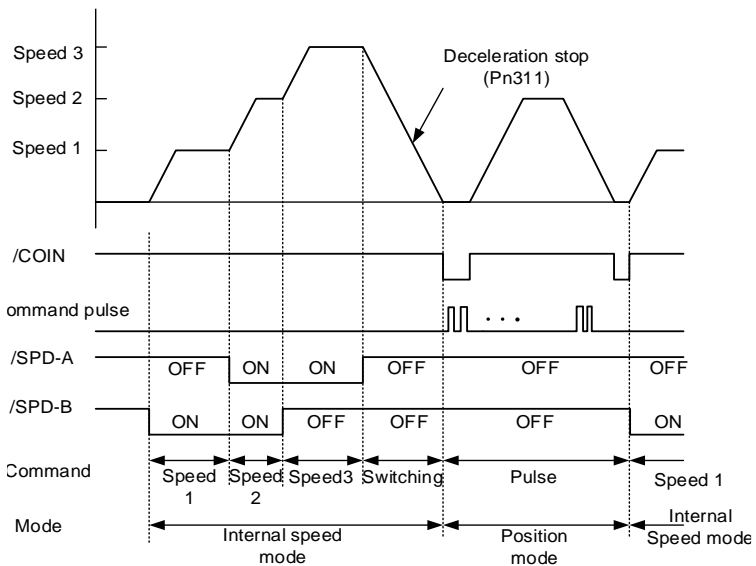 Speed 3
Deceleration stop
(Pn311)
Speed 2
Speed 1
/COIN
ommand pulse
. . .
/SPD-A
OFF ON ON OFF OFF OFF
/SPD-B
ON ON OFF OFF OFF ON
Command
Speed 1 Speed 2 Speed3 Switching Pulse Speed 1
Mode
Internal speed mode
Position mode
Internal Speed mode